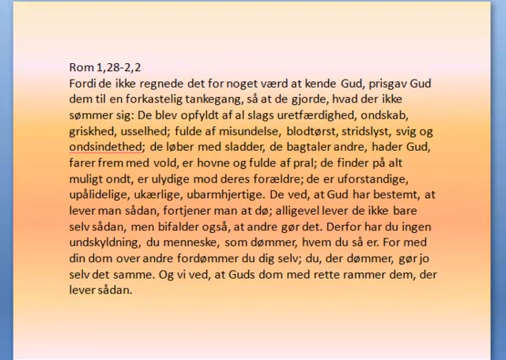 Rom 1,28-2,2
Fordi de ikke regnede det for noget værd at kende Gud, prisgav Gud
dem til en forkastelig tankegang, så at de gjorde, hvad der ikke
sømmer sig: De blev opfyldt af al slags uretfærdighed, ondskab,
griskhed, usselhed; fulde af misundelse, blodtørst, stridslyst, svig og
ondsindethed; de løber med sladder, de bagtaler andre, hader Gud,
farer frem med vold, er hovne og fulde af pral; de finder på alt
muligt ondt, er ulydige mod deres forældre; de er uforstandige,
upålidelige, ukærlige, ubarmhjertige. De ved, at Gud har bestemt, at
lever man sådan, fortjener man at dø; alligevel lever de ikke bare
selv sådan, men bifalder også, at andre gør det. Derfor har du ingen
undskyldning, du menneske, som dømmer, hvem du så er. For med
din dom over andre fordømmer du dig selv; du, der dømmer, gør jo
selv det samme. Og vi ved, at Guds dom med rette rammer dem, der
lever sådan.